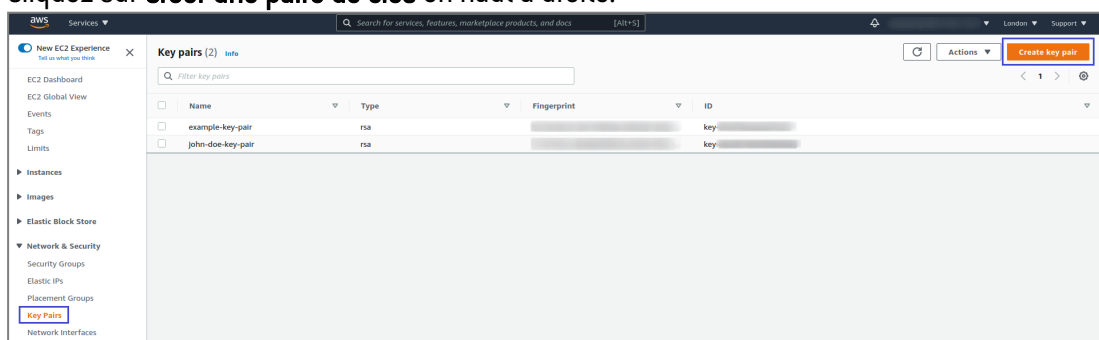 Cliquez sur créer une paire de clés en haut à droite.
aws Services ▼ Search for services, features, marketplace products, and docs [Alt+S] London ▼ Support ▼
New EC2 Experience
Tell us what you think
Key pairs (2) Info
Actions ▼ Create key pair
Filter key pairs
< 1 >
EC2 Dashboard
EC2 Global View
Events
Tags
Limits
Instances
Images
Elastic Block Store
Network & Security
Security Groups
Elastic IPs
Placement Groups
Key Pairs
Network Interfaces
Name Type Fingerprint ID
example-key-pair rsa key-
john-doe-key-pair rsa key-